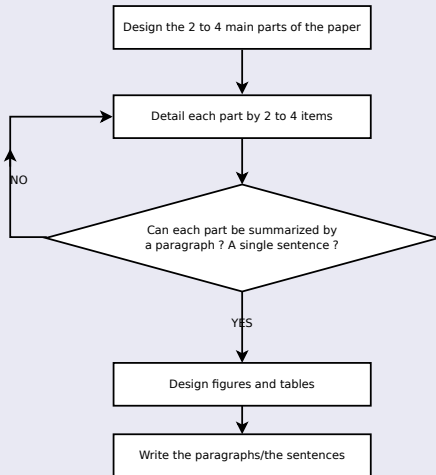 Design the 2 to 4 main parts of the paper
Detail each part by 2 to 4 items
NO
Can each part be summarized by
a paragraph ? A single sentence ?
YES
Design figures and tables
Write the paragraphs/the sentences